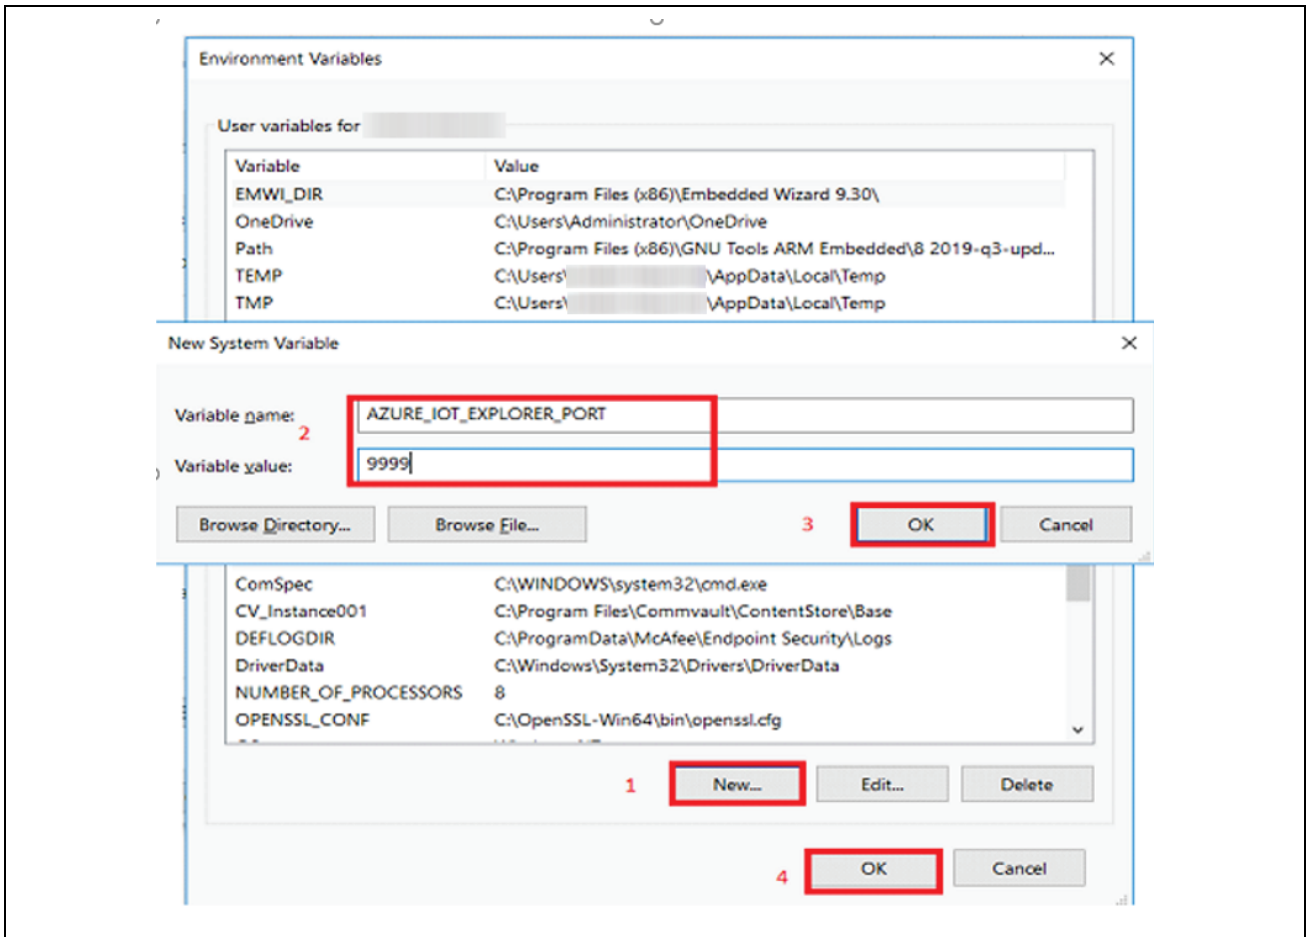 Environment Variables
User variables for
Variable Value
EMWI_DIR C:\Program Files (x86)\Embedded Wizard 9.30\
OneDrive C:\Users\Administrator\OneDrive
Path C:\Program Files (x86)\GNU Tools ARM Embedded\8 2019-q3-upd...
TEMP C:\Users\ \AppData\Local\Temp
TMP C:\Users\ \AppData\Local\Temp
New System Variable
Variable name: AZURE_IOT_EXPLORER_PORT
2
Variable value: 9999
Browse Directory... Browse File... 3 OK Cancel
ComSpec C:\WINDOWS\system32\cmd.exe
CV_Instance001 C:\Program Files\Commvault\ContentStore\Base
DEFLOGDIR C:\ProgramData\McAfee\Endpoint Security\Logs
DriverData C:\Windows\System32\Drivers\DriverData
NUMBER_OF_PROCESSORS 8
OPENSSL_CONF C:\OpenSSL-Win64\bin\openssl.cfg
1 New... Edit... Delete
4 OK Cancel